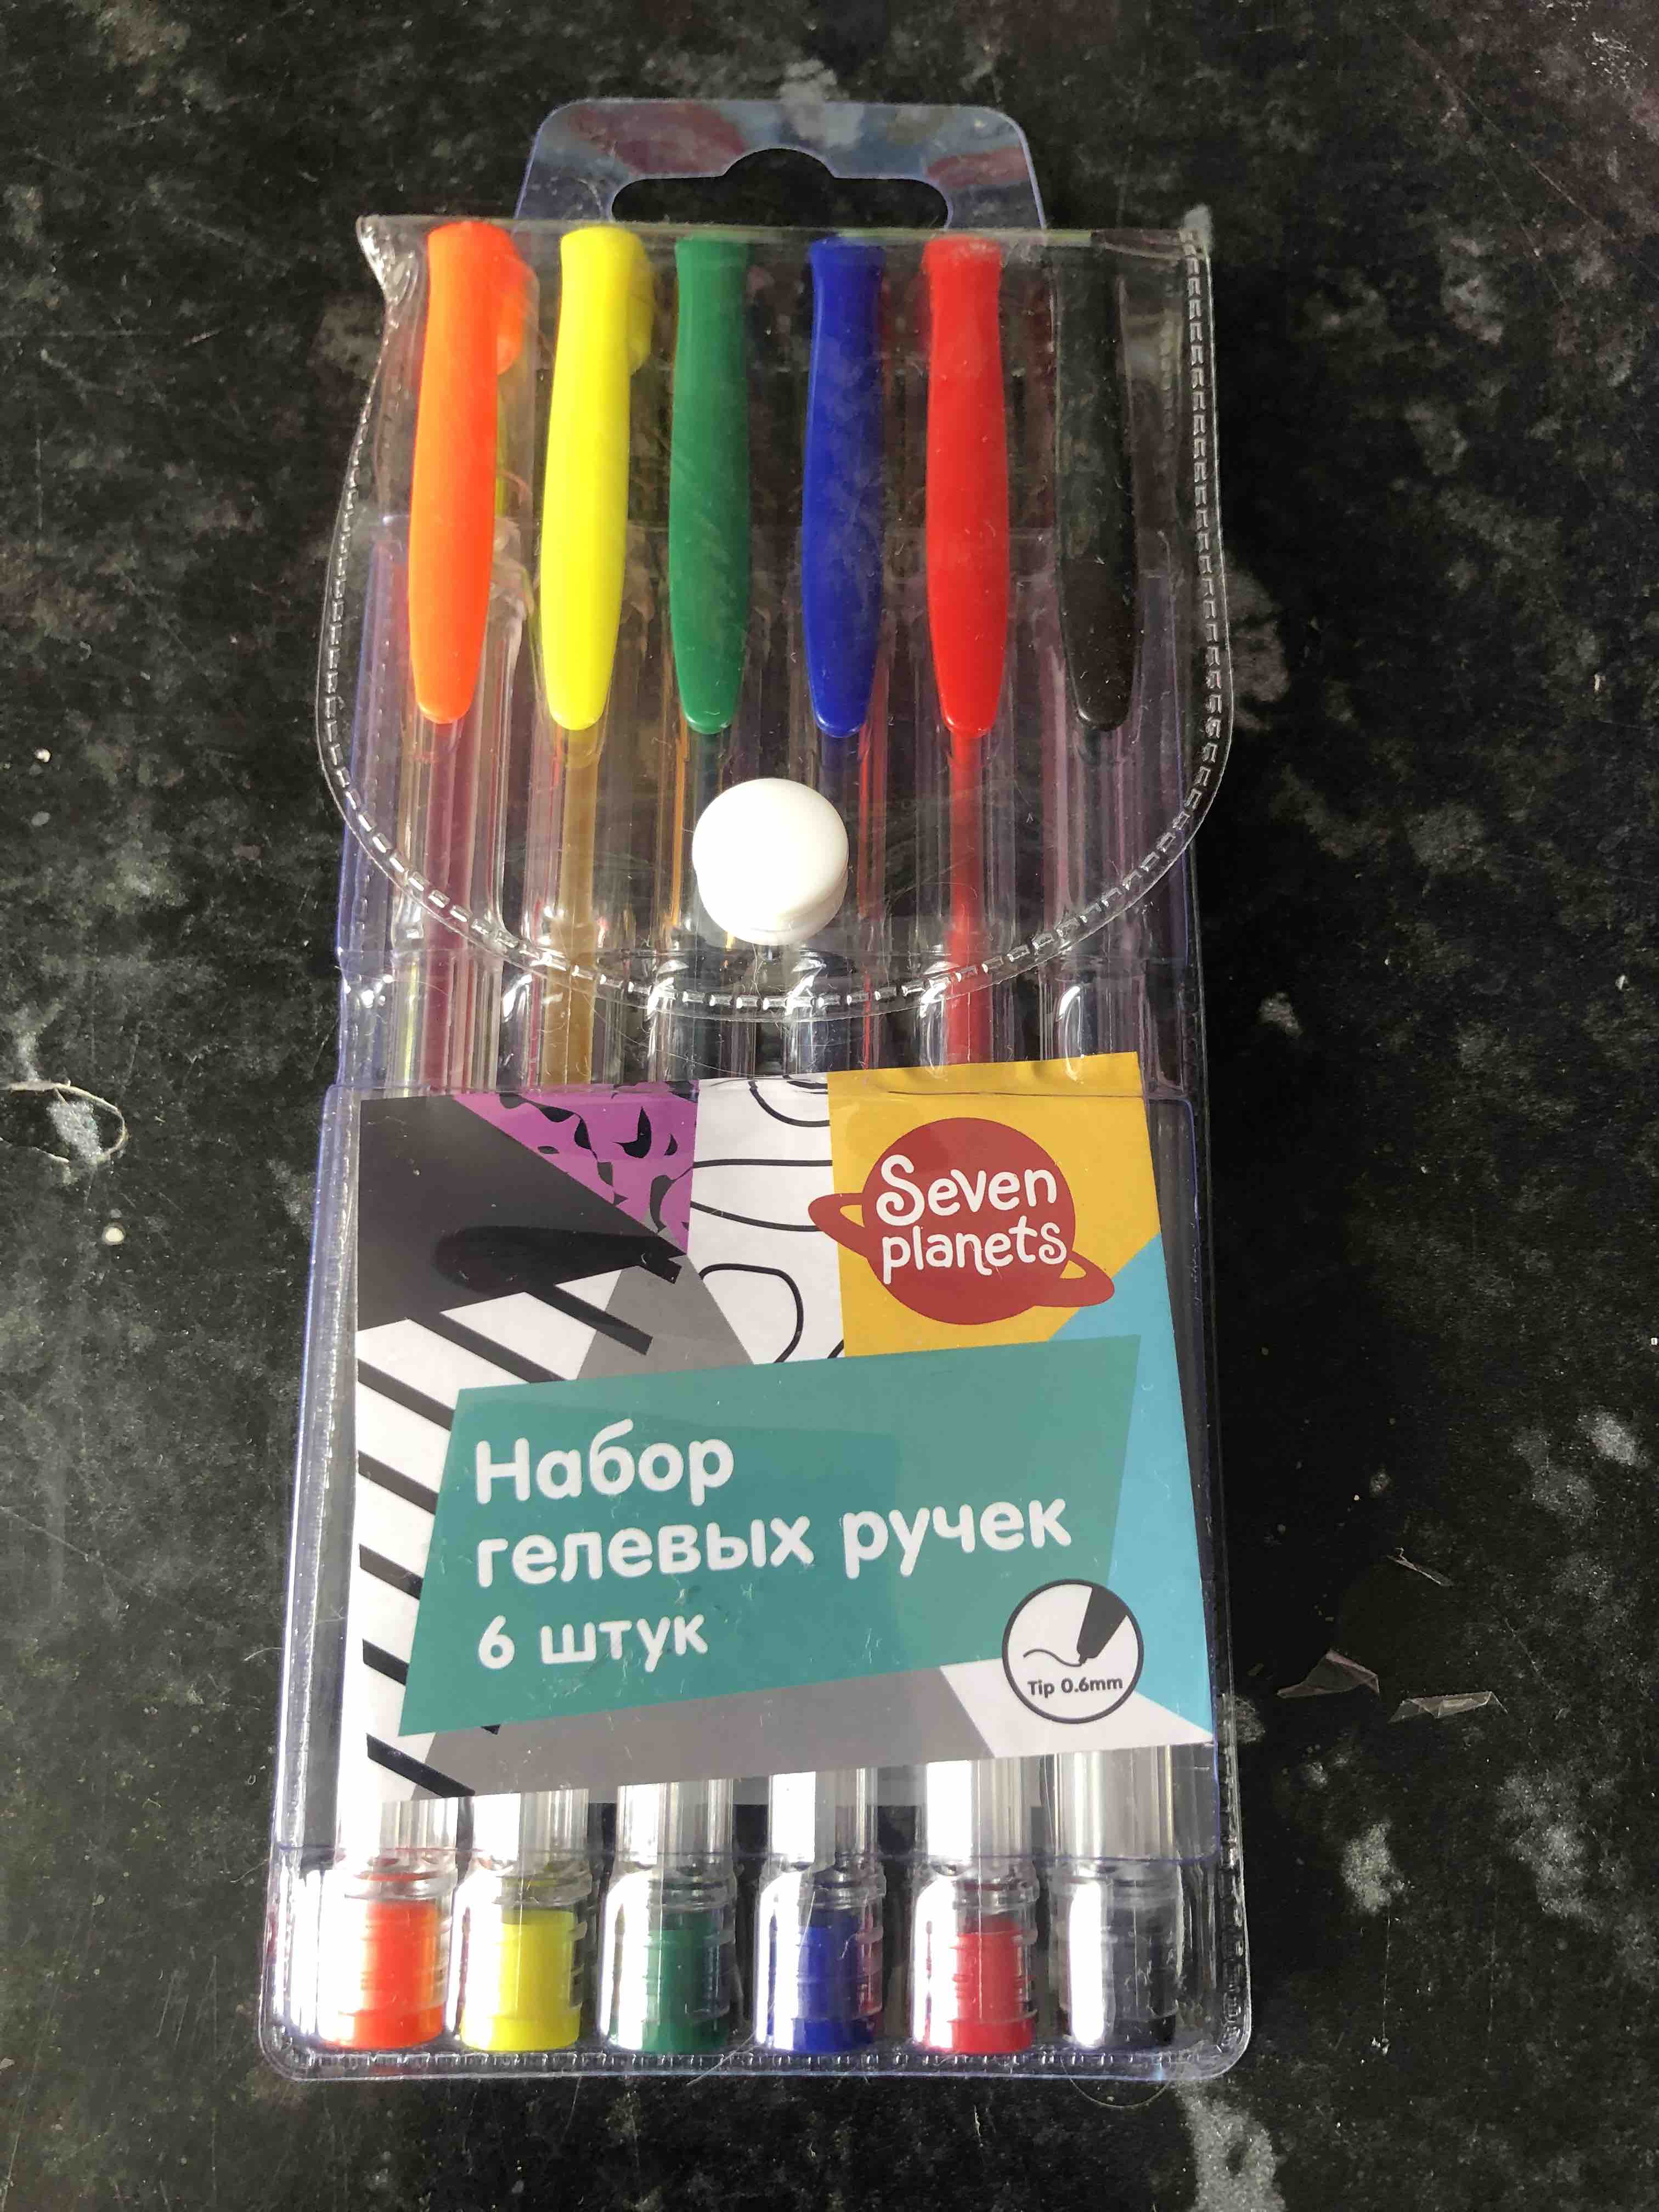 Seven
planets
Набор
гелевых ручек
6 штук
Tip 0.6mm